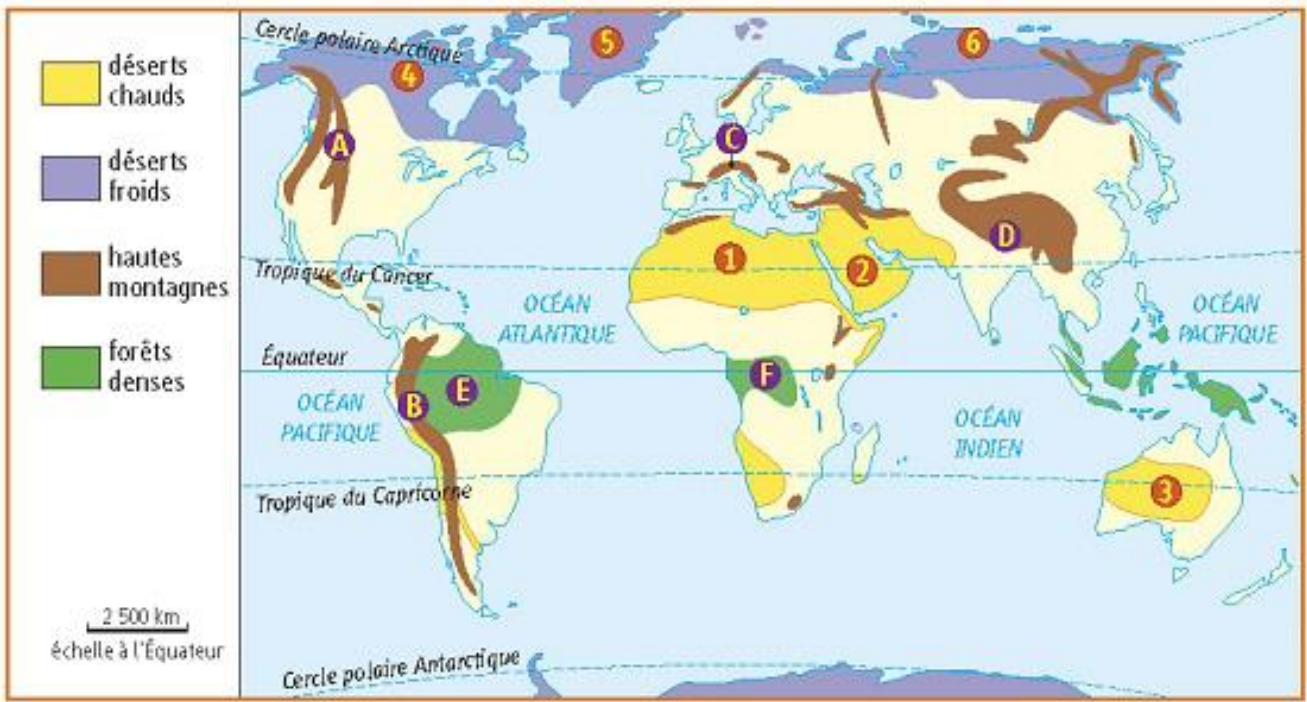 déserts
chauds
déserts
froids
hautes
montagnes
forêts
denses
2 500 km
échelle à l'Équateur
Cercle polaire Arctique
5
6
4
A
C
D
1
2
Tropique du Cancer
OCÉAN
ATLANTIQUE
OCÉAN
PACIFIQUE
Équateur
F
E
B
OCÉAN
PACIFIQUE
OCÉAN
INDIEN
3
Tropique du Capricorne
Cercle polaire Antarctique